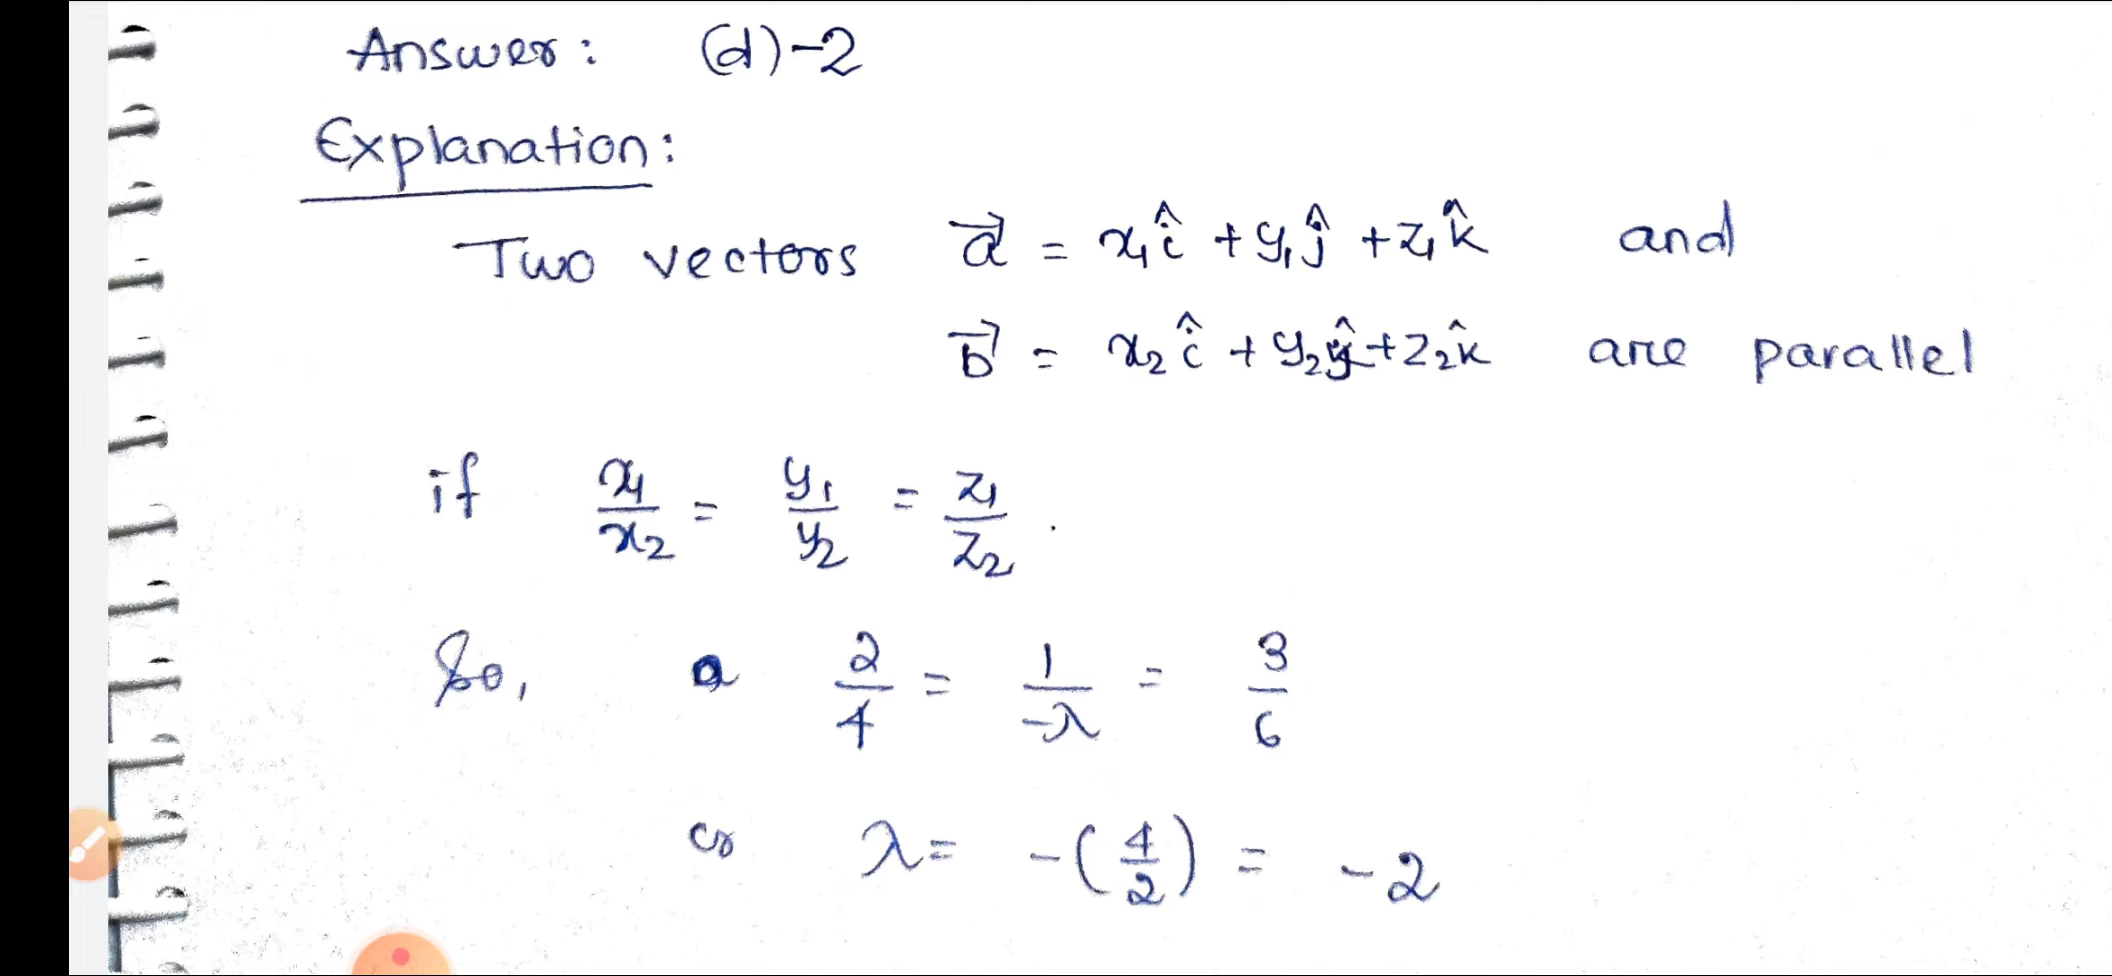 Answer: (d) -2
Explanation:
Two vectors a⃗ = x₁î + y₁ĵ + z₁k̂ and
b⃗ = x₂î + y₂ĵ + z₂k̂ are parallel
if x₁/x₂ = y₁/y₂ = z₁/z₂.
So, 2/4 = 1/-λ = 3/6
or λ = -(4/2) = -2